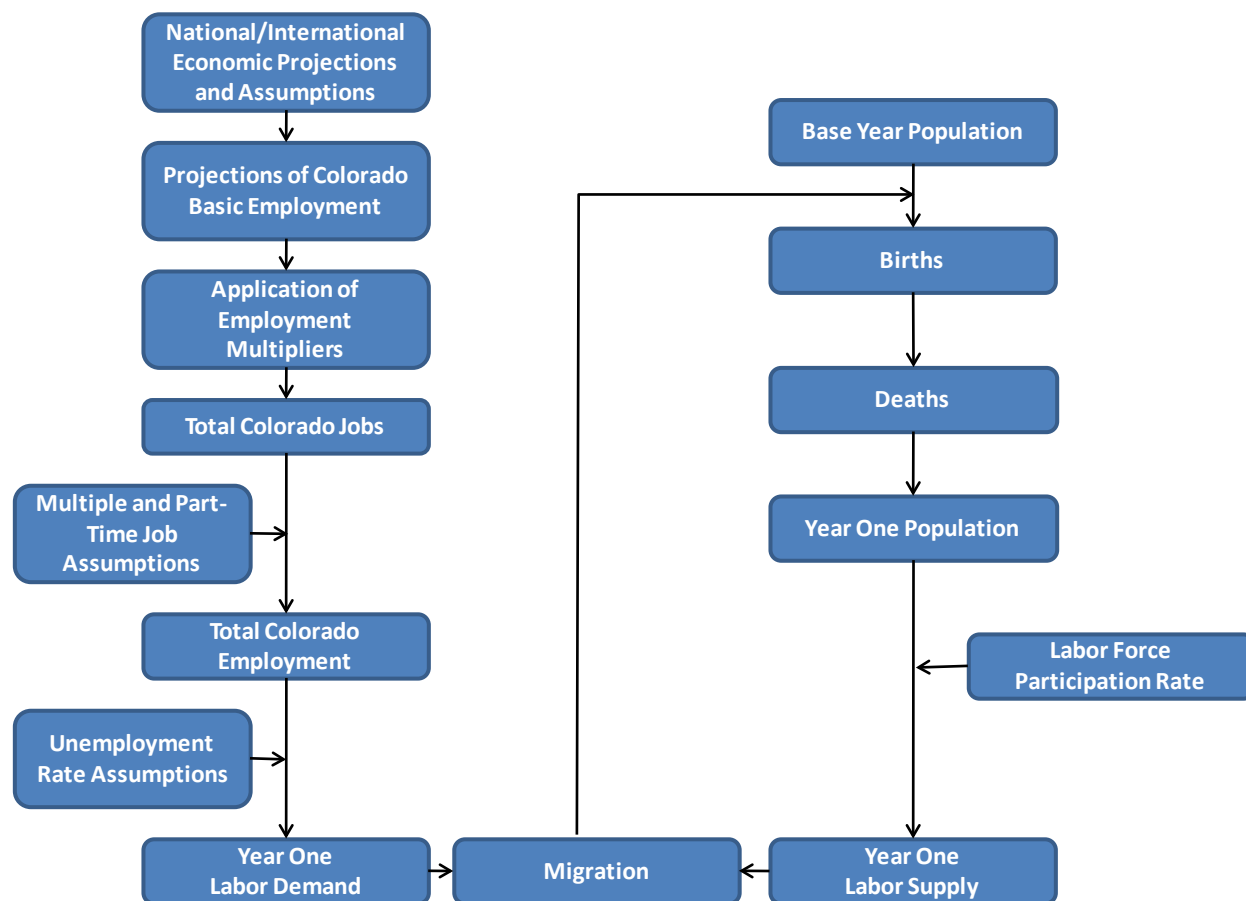 National/International
Economic Projections
and Assumptions
Projections of Colorado
Basic Employment
Application of
Employment
Multipliers
Total Colorado Jobs
Multiple and Part-
Time Job
Assumptions
Total Colorado
Employment
Unemployment
Rate Assumptions
Year One
Labor Demand
Migration
Base Year Population
Births
Deaths
Year One Population
Labor Force
Participation Rate
Year One
Labor Supply